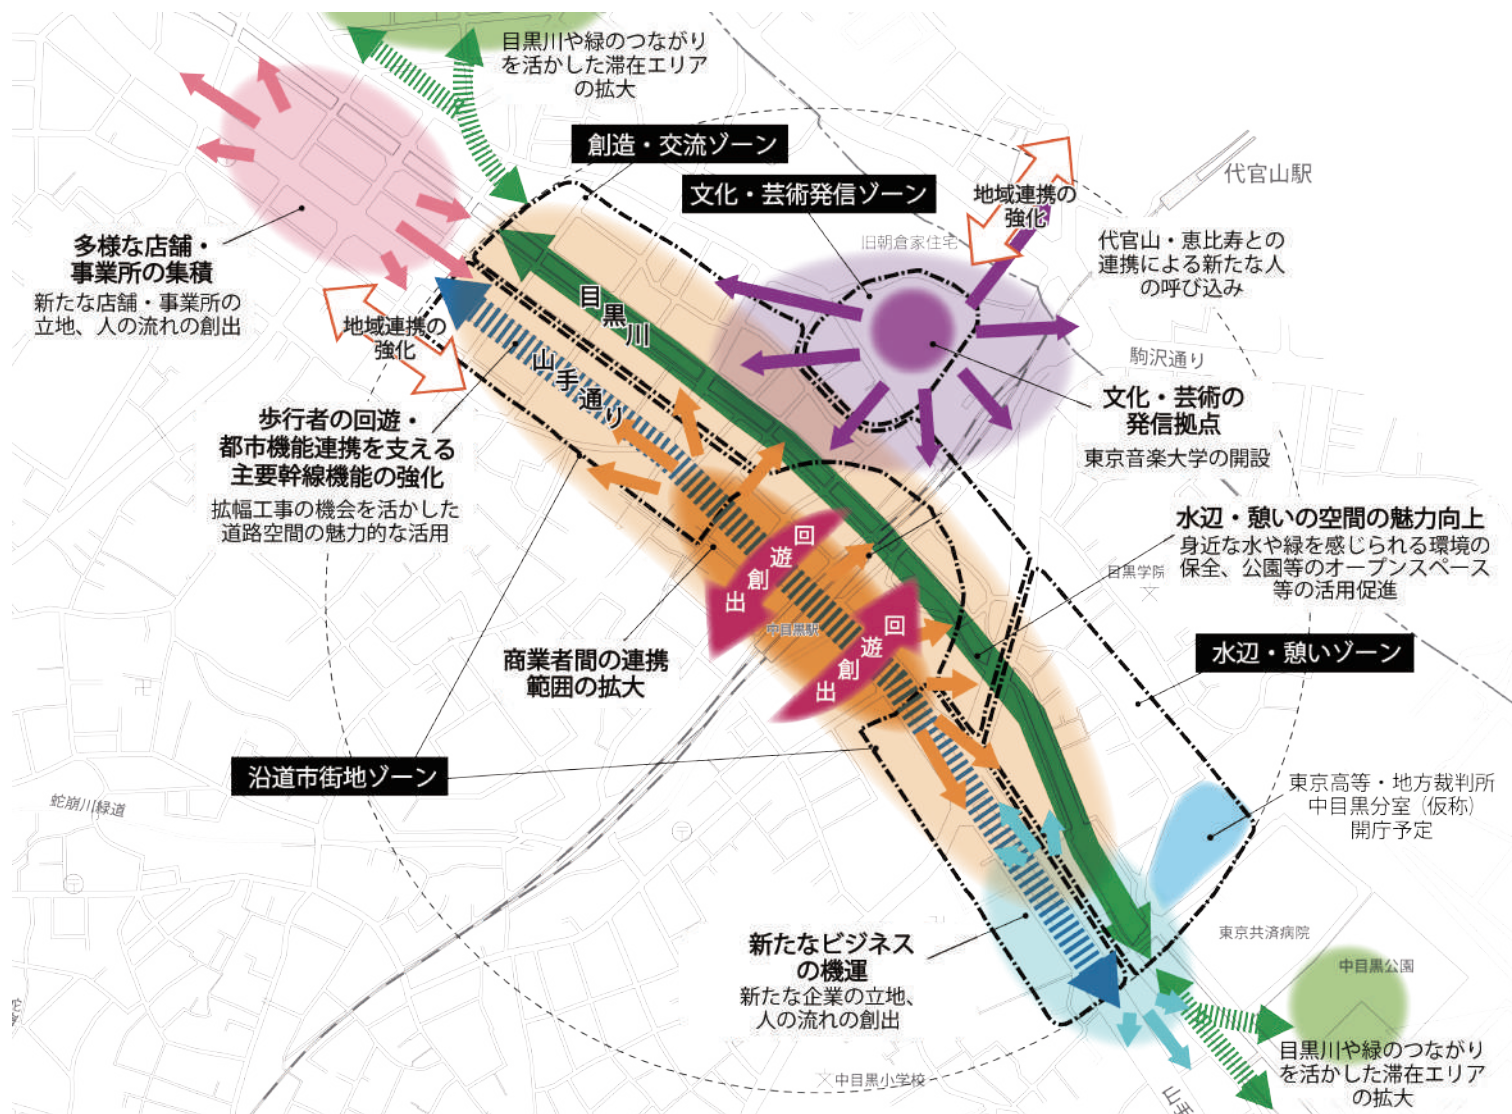 目黒川や緑のつながり
を活かした滞在エリア
の拡大
創造・交流ゾーン
文化・芸術発信ゾーン
代官山駅
地域連携の
強化
旧朝倉家住宅
代官山・恵比寿との
連携による新たな人
の呼び込み
多様な店舗・
事業所の集積
新たな店舗・事業所の
立地、人の流れの創出
地域連携の
強化
目黒川
山手通り
駒沢通り
文化・芸術の
発信拠点
東京音楽大学の開設
歩行者の回遊・
都市機能連携を支える
主要幹線機能の強化
拡幅工事の機会を活かした
道路空間の魅力的な活用
水辺・憩いの空間の魅力向上
身近な水や緑を感じられる環境の
保全、公園等のオープンスペース
等の活用促進
目黒学院
回遊創出
中目黒駅
回遊創出
水辺・憩いゾーン
商業者間の連携
範囲の拡大
沿道市街地ゾーン
蛇崩川緑道
東京高等・地方裁判所
中目黒分室（仮称）
開庁予定
新たなビジネス
の機運
新たな企業の立地、
人の流れの創出
東京共済病院
中目黒公園
目黒川や緑のつながり
を活かした滞在エリア
の拡大
中目黒小学校
山手